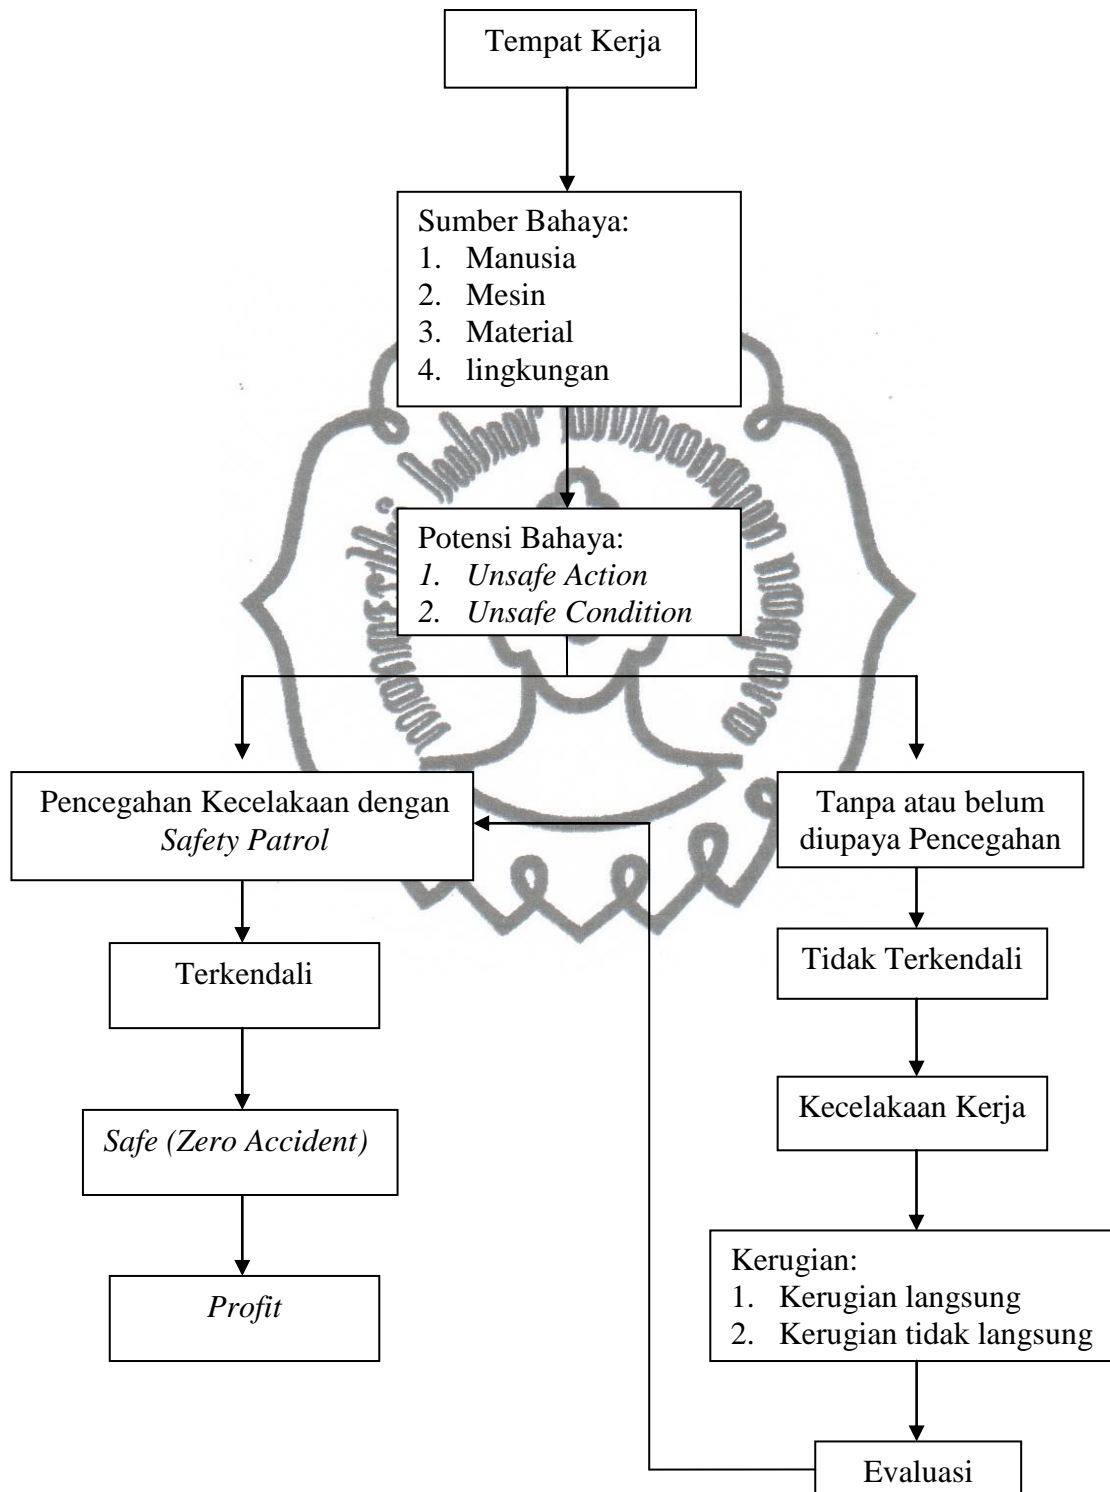 Tempat Kerja
Sumber Bahaya:
1. Manusia
2. Mesin
3. Material
4. lingkungan
Potensi Bahaya:
1. Unsafe Action
2. Unsafe Condition
Pencegahan Kecelakaan dengan
Safety Patrol
Tanpa atau belum
diupaya Pencegahan
Terkendali
Tidak Terkendali
Safe (Zero Accident)
Kecelakaan Kerja
Profit
Kerugian:
1. Kerugian langsung
2. Kerugian tidak langsung
Evaluasi